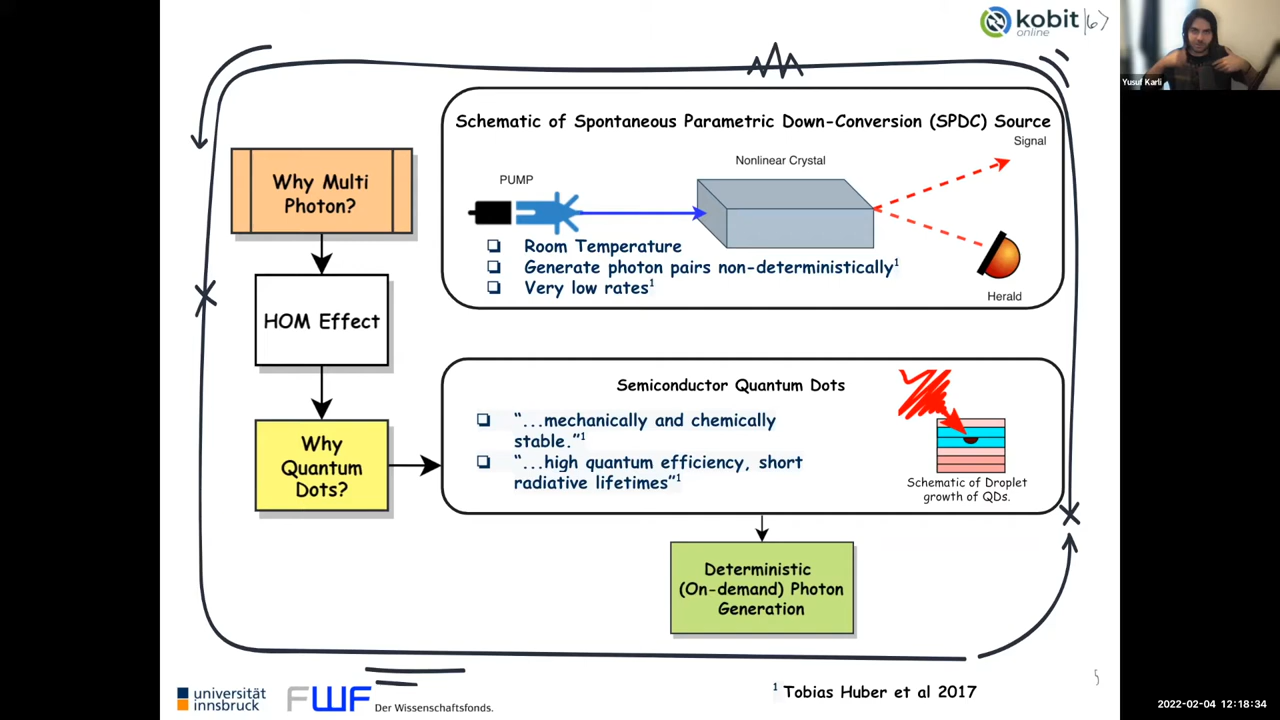 kobit |6>
online
Yusuf Karli
Schematic of Spontaneous Parametric Down-Conversion (SPDC) Source
Signal
Nonlinear Crystal
PUMP
Why Multi
Photon?
❑ Room Temperature
❑ Generate photon pairs non-deterministically¹
❑ Very low rates¹
Herald
HOM Effect
Semiconductor Quantum Dots
❑ “...mechanically and chemically
stable.”¹
❑ “...high quantum efficiency, short
radiative lifetimes”¹
Schematic of Droplet
growth of QDs.
Why
Quantum
Dots?
Deterministic
(On-demand) Photon
Generation
5
universität
innsbruck
FWF
Der Wissenschaftsfonds.
¹ Tobias Huber et al 2017
2022-02-04 12:18:34